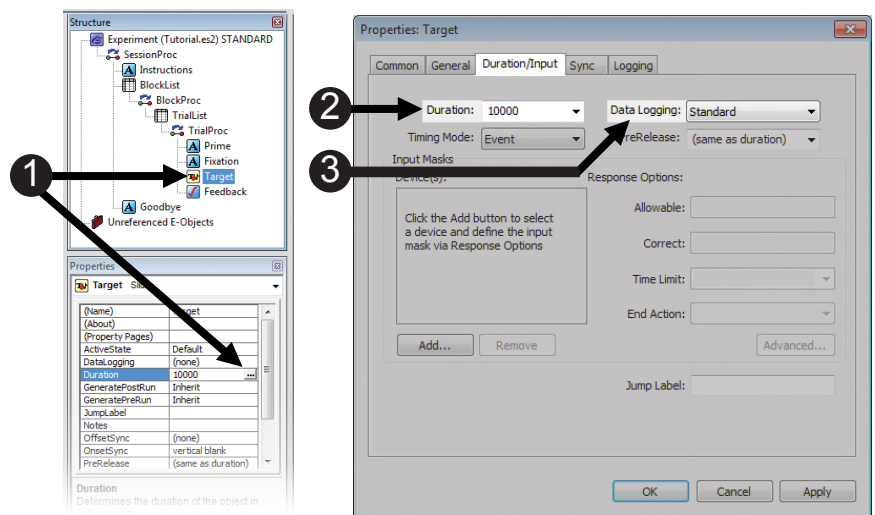 Structure
Experiment (Tutorial.es2) STANDARD
SessionProc
Instructions
BlockList
BlockProc
TrialList
TrialProc
Prime
Fixation
Target
Feedback
Goodbye
Unreferenced E-Objects
1
Properties
Target
(Name)
(About)
(Property Pages)
ActiveState Default
DataLogging (none)
Duration 10000 ...
GeneratePostRun Inherit
GeneratePreRun Inherit
JumpLabel
Notes
OffsetSync (none)
OnsetSync vertical blank
PreRelease (same as duration)
Duration
Determines the duration of the object in
Properties: Target
Common General Duration/Input Sync Logging
2
Duration: 10000 Data Logging: Standard
Timing Mode: Event PreRelease: (same as duration)
3
Input Masks
Device(s): Response Options:
Click the Add button to select
a device and define the input
mask via Response Options
Allowable:
Correct:
Time Limit:
End Action:
Add... Remove Advanced...
Jump Label:
OK Cancel Apply